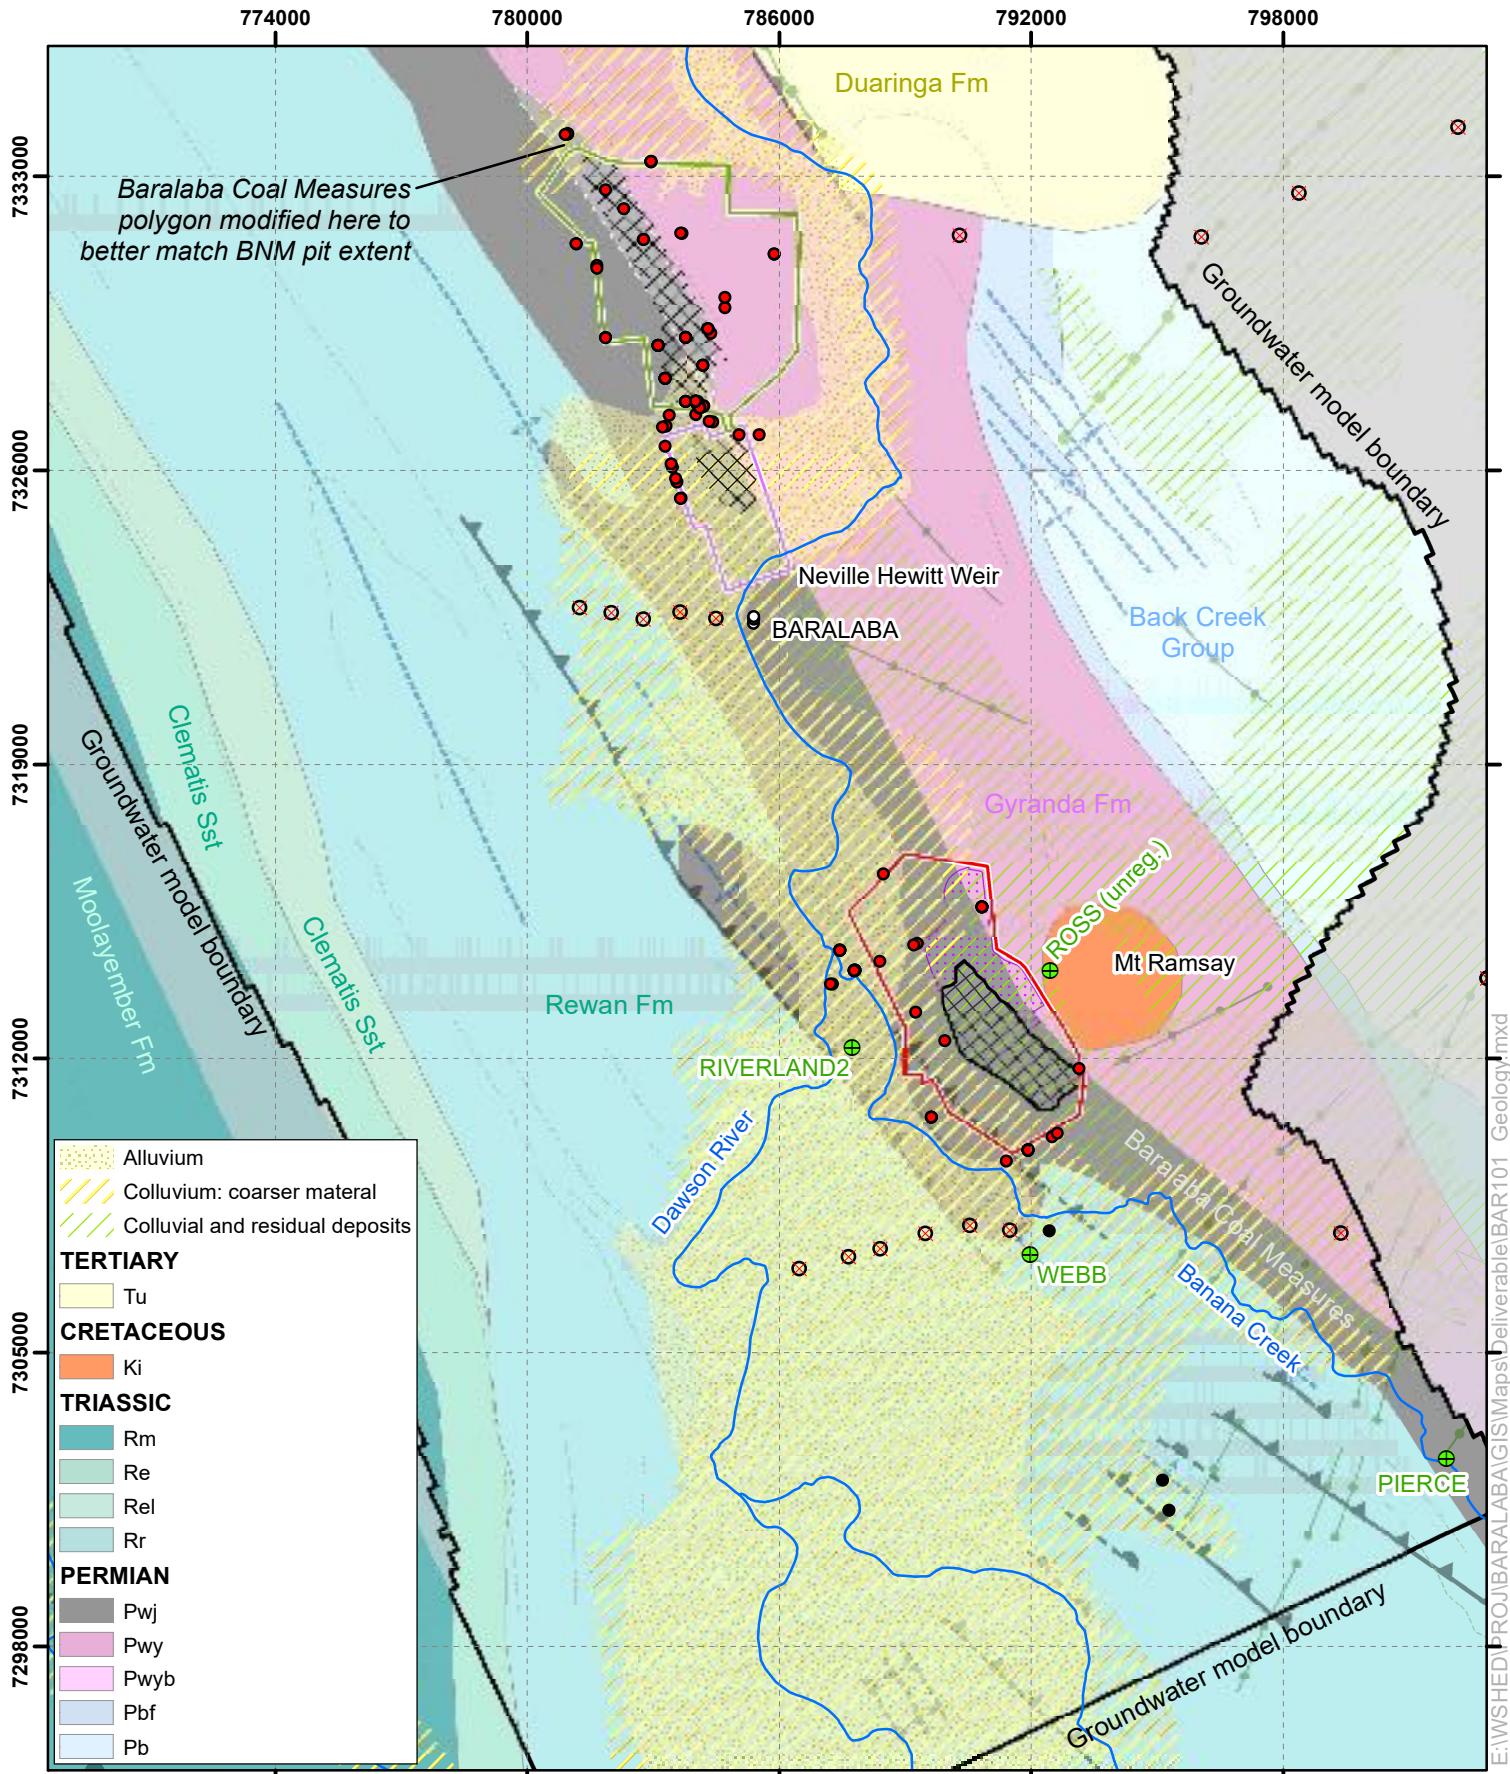 774000
780000
786000
792000
798000
7333000
7326000
7319000
7312000
7305000
7298000
Duaringa Fm
Baralaba Coal Measures
polygon modified here to
better match BNM pit extent
Groundwater model boundary
Neville Hewitt Weir
BARALABA
Back Creek
Group
Clematis Sst
Groundwater model boundary
Gyranda Fm
ROSS (unreg.)
Mt Ramsay
Moolayember Fm
Clematis Sst
Rewan Fm
RIVERLAND2
Dawson River
Baralaba Coal Measures
WEBB
Banana Creek
PIERCE
Groundwater model boundary
Alluvium
Colluvium: coarser materal
Colluvial and residual deposits
TERTIARY
Tu
CRETACEOUS
Ki
TRIASSIC
Rm
Re
Rel
Rr
PERMIAN
Pwj
Pwy
Pwyb
Pbf
Pb
E:\WSHED\PROJ\BARALABA\GIS\Maps\Deliverable\BAR101_Geology.mxd